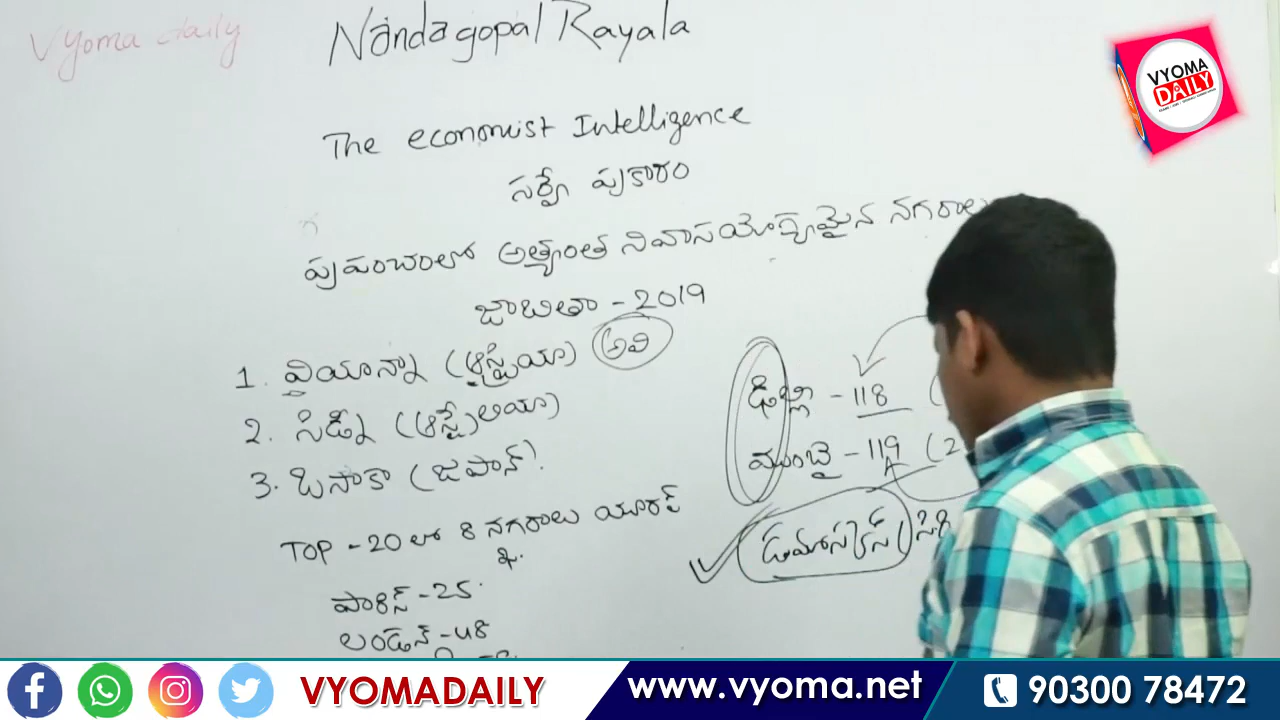 Vyoma daily
Nandagopal Rayala
VYOMA
DAILY
The economist Intelligence
సర్వే ప్రకారం
ప్రపంచంలో అత్యంత నివాసయోగ్యమైన నగరాలు
జాబితా - 2019
1. వియాన్నా (ఆస్ట్రియా) అవి
2. సిడ్నీ (ఆస్ట్రేలియా)
3. ఒసాకా (జపాన్).
TOP - 20 లో 8 నగరాలు యూరప్
పారిస్ - 25
లండన్ - 48
ఢిల్లీ - 118 (
ముంబై - 119 (2
డమాస్కస్ (సిరి
VYOMADAILY
www.vyoma.net
90300 78472